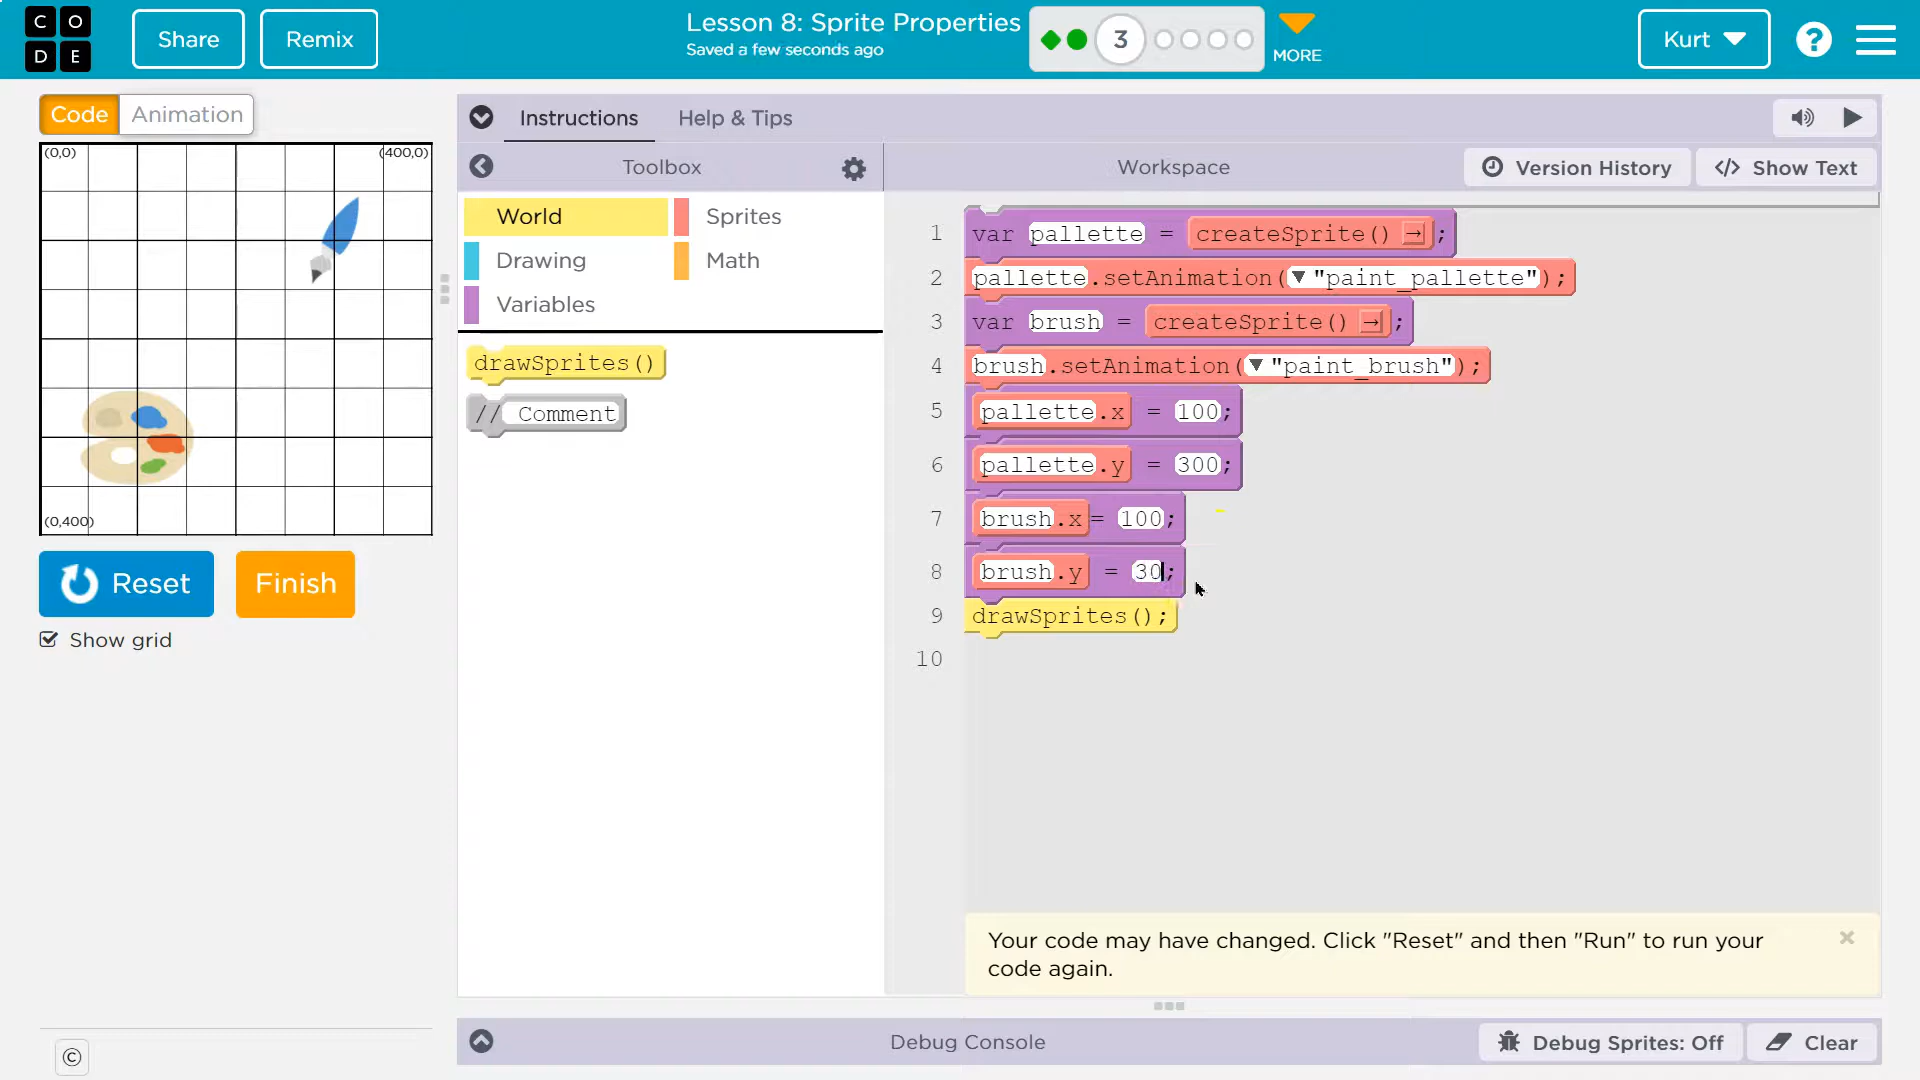 C O
D E
Share
Remix
Lesson 8: Sprite Properties
Saved a few seconds ago
3
MORE
Kurt
?
Code
Animation
(0,0)
(400,0)
(0,400)
Reset
Finish
Show grid
©
Instructions
Help & Tips
Toolbox
World
Sprites
Drawing
Math
Variables
drawSprites()
// Comment
Workspace
Version History
</> Show Text
1 var pallette = createSprite() → ;
2 pallette.setAnimation(▼ "paint_pallette");
3 var brush = createSprite() → ;
4 brush.setAnimation(▼ "paint_brush");
5 pallette.x = 100;
6 pallette.y = 300;
7 brush.x = 100;
8 brush.y = 30;
9 drawSprites();
10
Your code may have changed. Click "Reset" and then "Run" to run your
code again.
×
Debug Console
Debug Sprites: Off
Clear